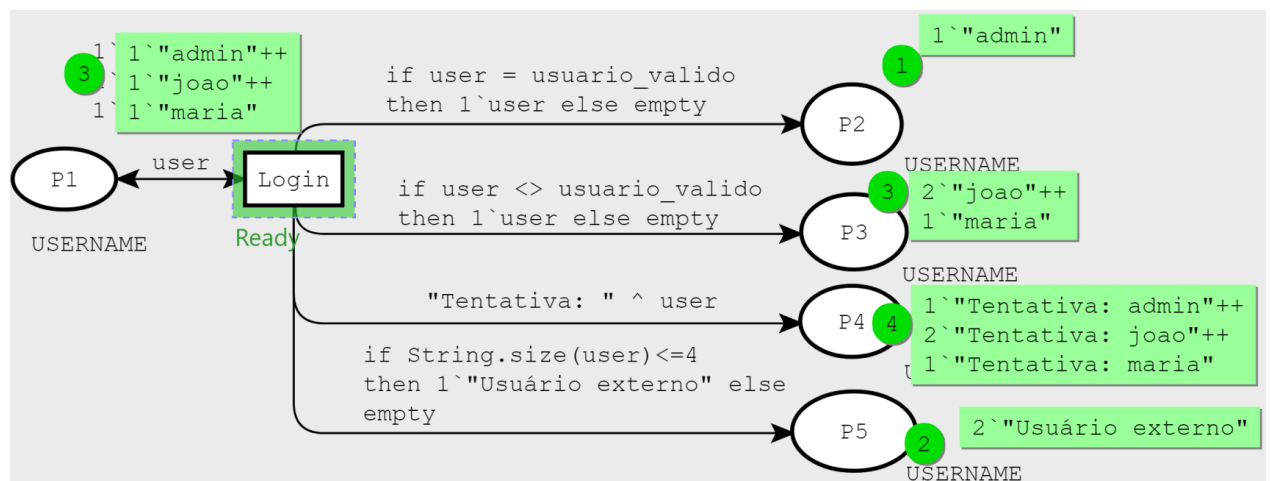 1`"admin"
1`
1`"admin"++
3
1`"joao"++
1`
1`"maria"
1
if user = usuario_valido
then 1`user else empty
P2
USERNAME
user
P1
Login
USERNAME
Ready
if user <> usuario_valido
then 1`user else empty
3
2`"joao"++
1`"maria"
P3
USERNAME
"Tentativa: " ^ user
P4
4
1`"Tentativa: admin"++
2`"Tentativa: joao"++
1`"Tentativa: maria"
if String.size(user)<=4
then 1`"Usuário externo" else
empty
P5
2
2`"Usuário externo"
USERNAME